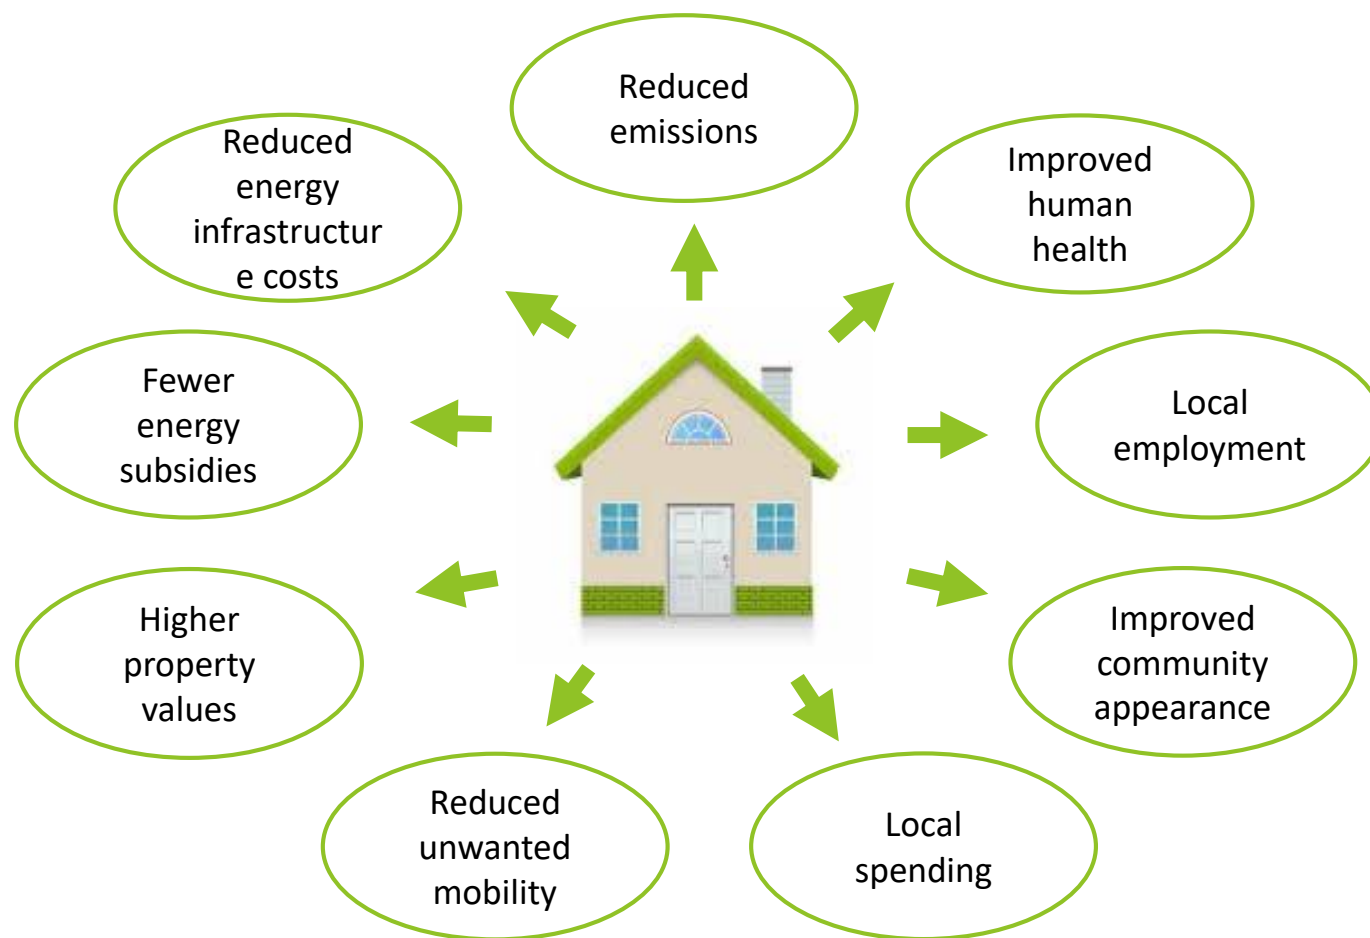 Reduced
emissions
Reduced
energy
infrastructur
e costs
Improved
human
health
Fewer
energy
subsidies
Local
employment
Higher
property
values
Improved
community
appearance
Reduced
unwanted
mobility
Local
spending